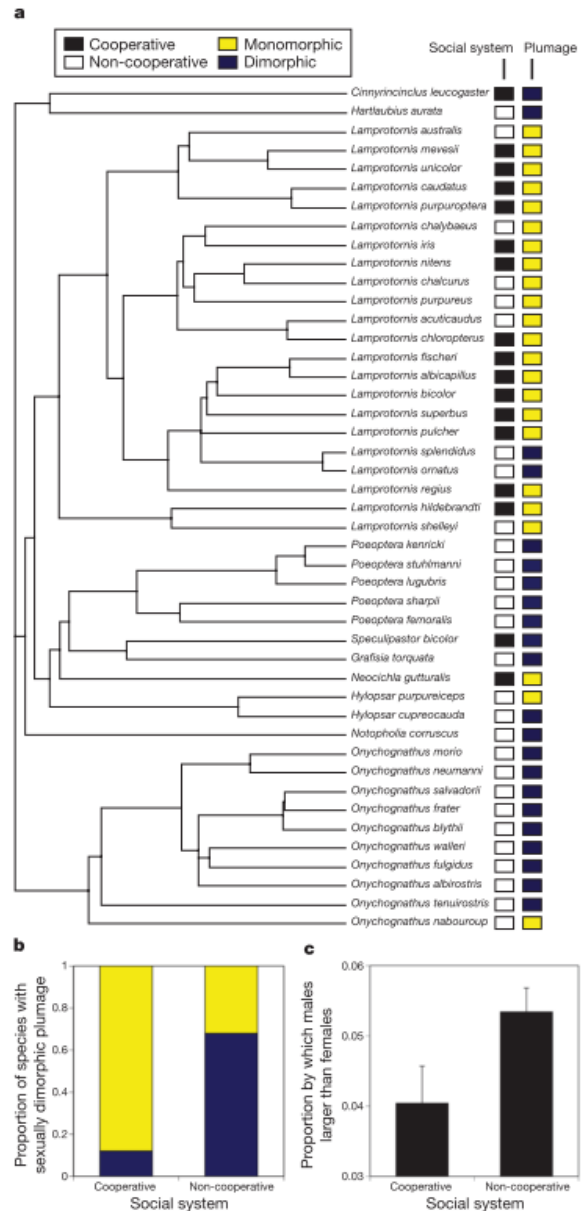 a
Cooperative Monomorphic
Non-cooperative Dimorphic
Social system Plumage
Cinnyrinclus leucogaster
Hartlaubius aurata
Lamprotornis australis
Lamprotornis mevesii
Lamprotornis unicolor
Lamprotornis caudatus
Lamprotornis purpuroptera
Lamprotornis chalybaeus
Lamprotornis iris
Lamprotornis nitens
Lamprotornis chalcurus
Lamprotornis purpureus
Lamprotornis acuticaudus
Lamprotornis chloropterus
Lamprotornis fischeri
Lamprotornis albicapillus
Lamprotornis bicolor
Lamprotornis superbus
Lamprotornis pulcher
Lamprotornis splendidus
Lamprotornis ornatus
Lamprotornis regius
Lamprotornis hildebrandti
Lamprotornis shelleyi
Poeoptera kenricki
Poeoptera stuhlmanni
Poeoptera lugubris
Poeoptera sharpii
Poeoptera femoralis
Speculipastor bicolor
Grafisia torquata
Neocichla gutturalis
Hylopsar purpureiceps
Hylopsar cupreocauda
Notopholia corruscus
Onychognathus morio
Onychognathus neumanni
Onychognathus salvadorii
Onychognathus frater
Onychognathus blythii
Onychognathus walleri
Onychognathus fulgidus
Onychognathus albirostris
Onychognathus tenuirostris
Onychognathus nabouroup
b
Proportion of species with
sexually dimorphic plumage
1
0.8
0.6
0.4
0.2
0
Cooperative Non-cooperative
Social system
c
Proportion by which males
larger than females
0.06
0.05
0.04
0.03
Cooperative Non-cooperative
Social system